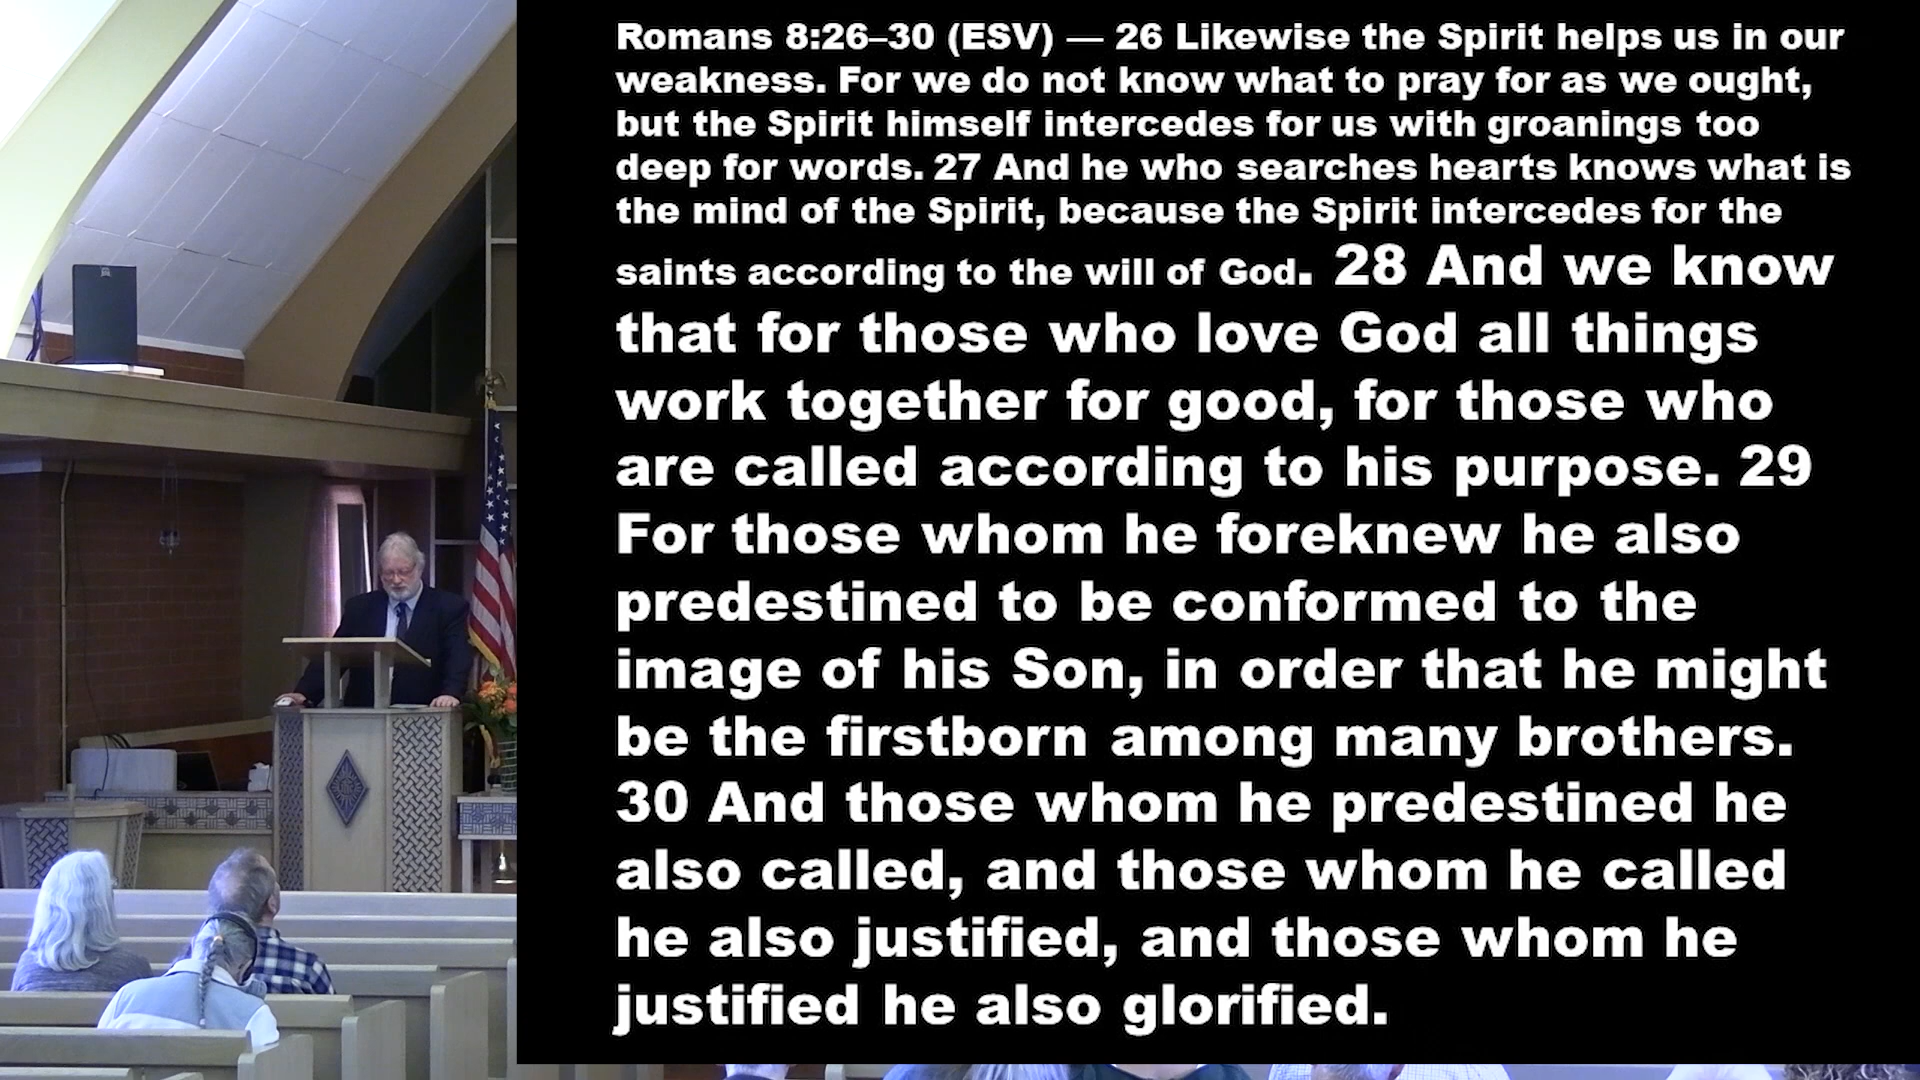 Romans 8:26–30 (ESV) — 26 Likewise the Spirit helps us in our
weakness. For we do not know what to pray for as we ought,
but the Spirit himself intercedes for us with groanings too
deep for words. 27 And he who searches hearts knows what is
the mind of the Spirit, because the Spirit intercedes for the
saints according to the will of God. 28 And we know
that for those who love God all things
work together for good, for those who
are called according to his purpose. 29
For those whom he foreknew he also
predestined to be conformed to the
image of his Son, in order that he might
be the firstborn among many brothers.
30 And those whom he predestined he
also called, and those whom he called
he also justified, and those whom he
justified he also glorified.